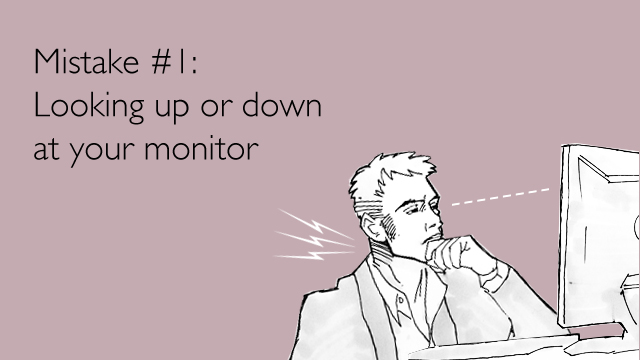 Mistake #1:
Looking up or down
at your monitor